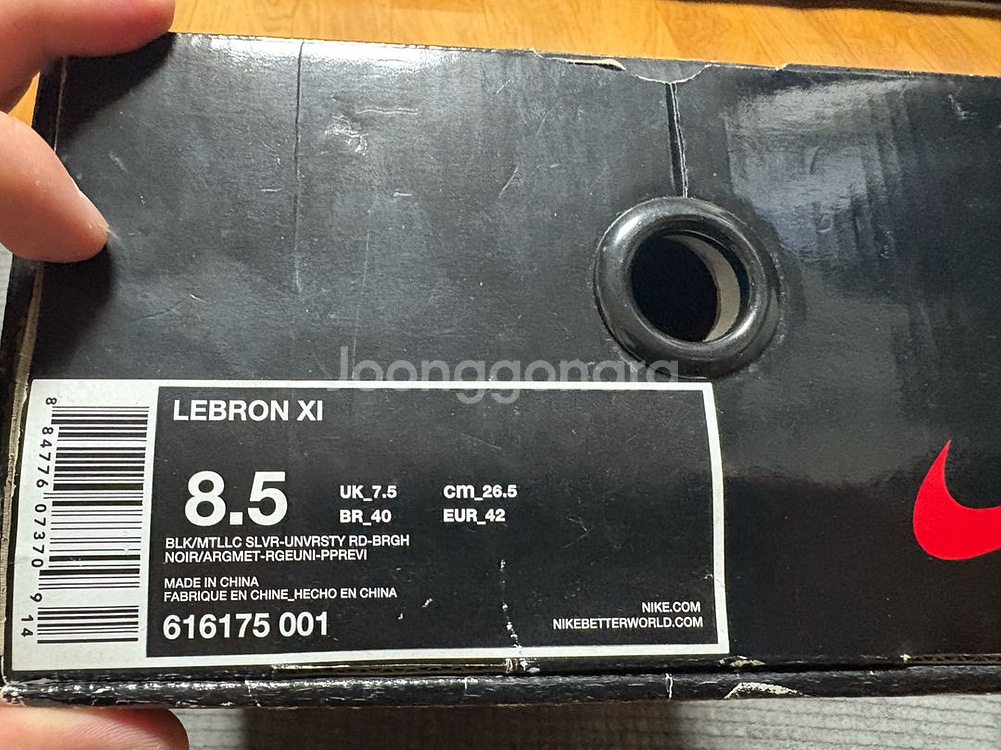 Joonggonara
LEBRON XI
8.5
UK_7.5 cm_26.5
BR_40 EUR_42
BLK/MTLLC SLVR-UNVRSTY RD-BRGH
NOIR/ARGMET-RGEUNI-PPREVI
MADE IN CHINA
FABRIQUE EN CHINE_HECHO EN CHINA
616175 001
NIKE.COM
NIKEBETTERWORLD.COM
8 84776 07370 9 14